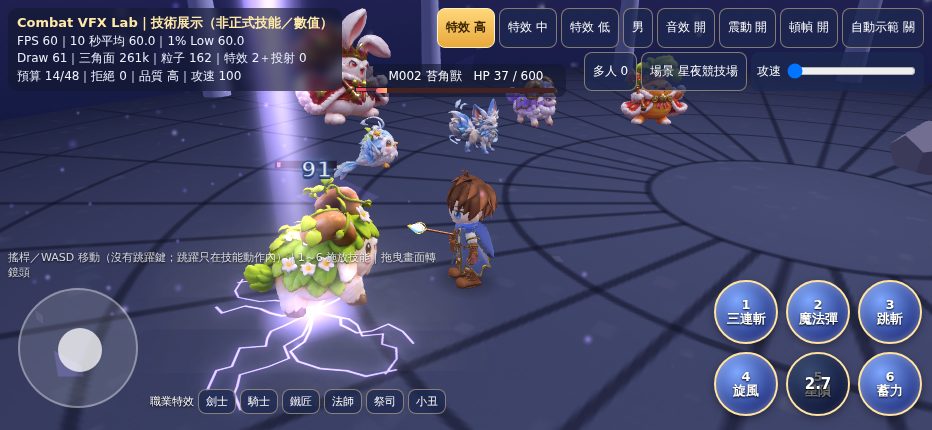 Combat VFX Lab｜技術展示（非正式技能／數值）
FPS 60｜10 秒平均 60.0｜1% Low 60.0
Draw 61｜三角面 261k｜粒子 162｜特效 2＋投射 0
預算 14/48｜拒絕 0｜品質 高｜攻速 100
特效 高
特效 中
特效 低
男
音效 開
震動 開
頓幀 開
自動示範 關
多人 0
場景 星夜競技場
攻速
M002 苔角獸 HP 37 / 600
91
搖桿／WASD 移動（沒有跳躍鍵；跳躍只在技能動作內）｜1～6 施放技能｜拖曳畫面轉
鏡頭
1
三連斬
2
魔法彈
3
跳斬
4
旋風
5
2.7
星隕
6
蓄力
職業特效
劍士
騎士
鐵匠
法師
祭司
小丑